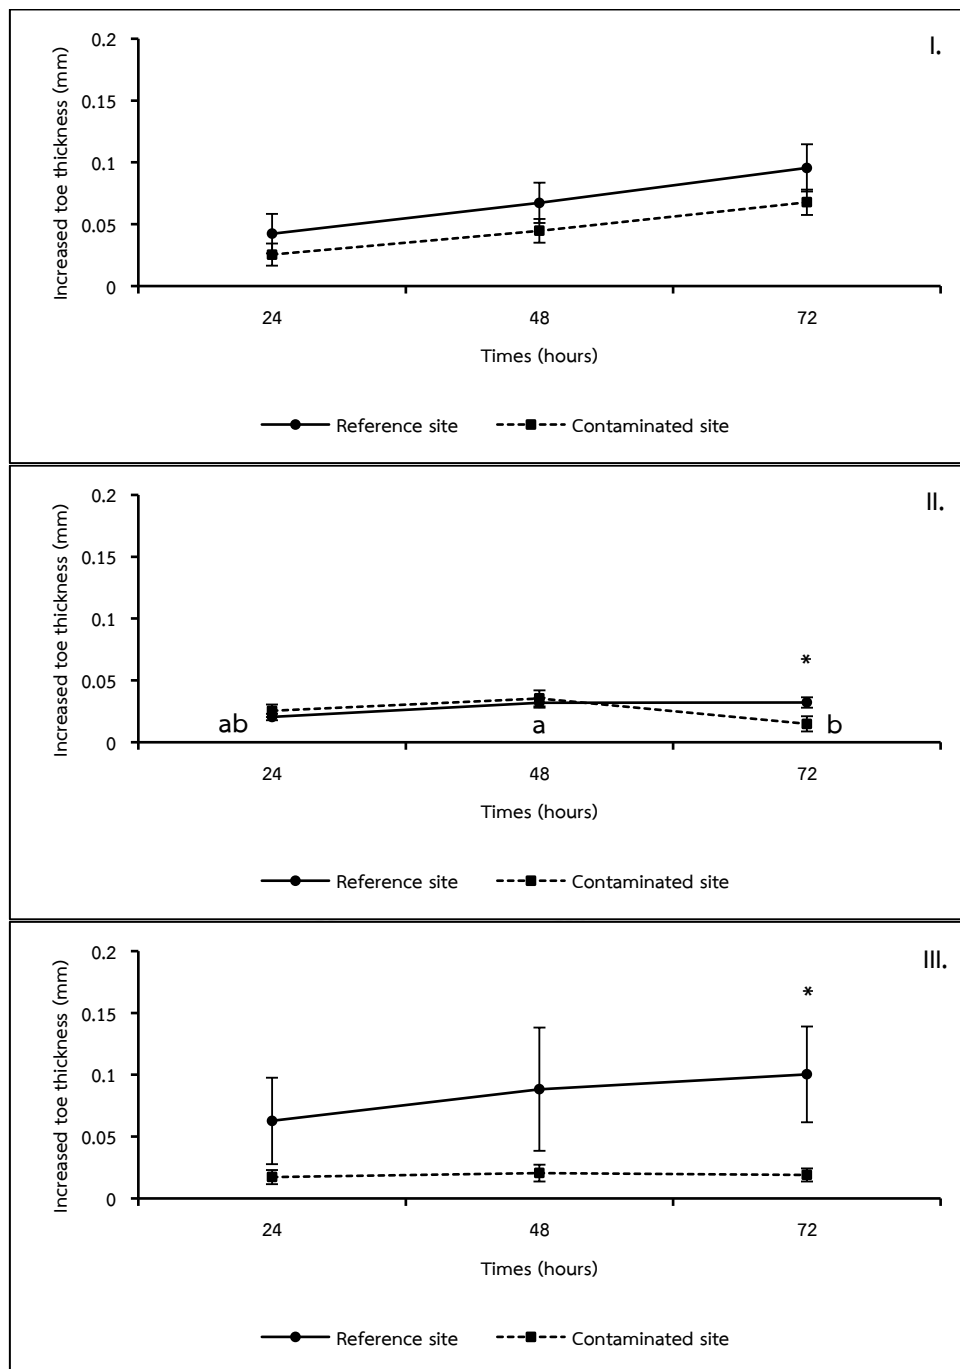 I.
Increased toe thickness (mm)
0.2
0.15
0.1
0.05
0
24 48 72
Times (hours)
Reference site Contaminated site
II.
Increased toe thickness (mm)
0.2
0.15
0.1
*
0.05
ab a b
0
24 48 72
Times (hours)
Reference site Contaminated site
III.
Increased toe thickness (mm)
0.2
*
0.15
0.1
0.05
0
24 48 72
Times (hours)
Reference site Contaminated site